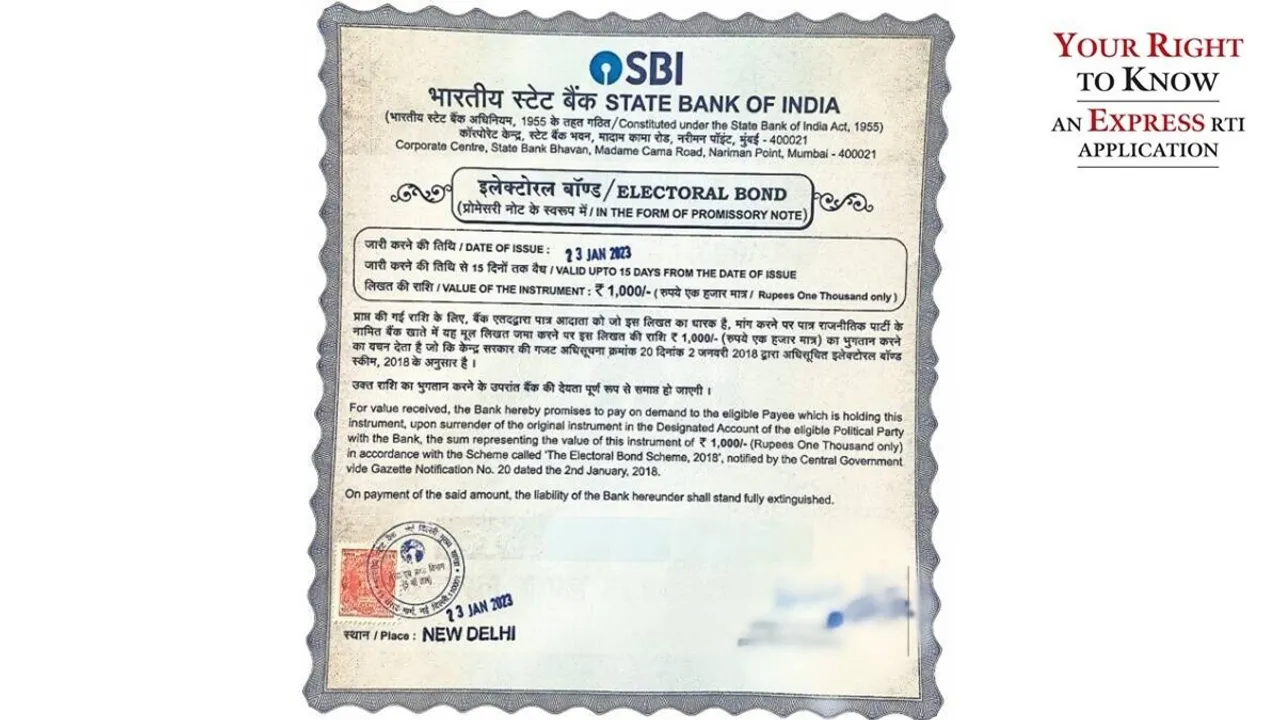 SBI
भारतीय स्टेट बैंक STATE BANK OF INDIA
(भारतीय स्टेट बैंक अधिनियम, 1955 के तहत गठित/Constituted under the State Bank of India Act, 1955)
कॉरपोरेट केन्द्र, स्टेट बैंक भवन, मादाम कामा रोड, नरीमन पॉइंट, मुंबई - 400021
Corporate Centre, State Bank Bhavan, Madame Cama Road, Nariman Point, Mumbai - 400021
इलेक्टोरल बॉण्ड/ELECTORAL BOND
(प्रोमेसरी नोट के स्वरूप में/IN THE FORM OF PROMISSORY NOTE)
जारी करने की तिथि / DATE OF ISSUE : 23 JAN 2023
जारी करने की तिथि से 15 दिनों तक वैध / VALID UPTO 15 DAYS FROM THE DATE OF ISSUE
लिखत की राशि / VALUE OF THE INSTRUMENT : ₹ 1,000/- (रुपये एक हजार मात्र / Rupees One Thousand only)
प्राप्त की गई राशि के लिए, बैंक एतदद्वारा पात्र आदाता को जो इस लिखत का धारक है, मांग करने पर पात्र राजनीतिक पार्टी के
नामित बैंक खाते में यह मूल लिखत जमा करने पर इस लिखत की राशि ₹ 1,000/- (रुपये एक हजार मात्र) का भुगतान करने
का वचन देता है जो कि केन्द्र सरकार की गजट अधिसूचना क्रमांक 20 दिनांक 2 जनवरी 2018 द्वारा अधिसूचित इलेक्टोरल बॉण्ड
स्कीम, 2018 के अनुसार है ।
उक्त राशि का भुगतान करने के उपरांत बैंक की देयता पूर्ण रूप से समाप्त हो जाएगी ।
For value received, the Bank hereby promises to pay on demand to the eligible Payee which is holding this
instrument, upon surrender of the original instrument in the Designated Account of the eligible Political Party
with the Bank, the sum representing the value of this instrument of ₹ 1,000/- (Rupees One Thousand only)
in accordance with the Scheme called 'The Electoral Bond Scheme, 2018', notified by the Central Government
vide Gazette Notification No. 20 dated the 2nd January, 2018.
On payment of the said amount, the liability of the Bank hereunder shall stand fully extinguished.
23 JAN 2023
स्थान / Place : NEW DELHI
YOUR RIGHT
TO KNOW
AN EXPRESS RTI
APPLICATION